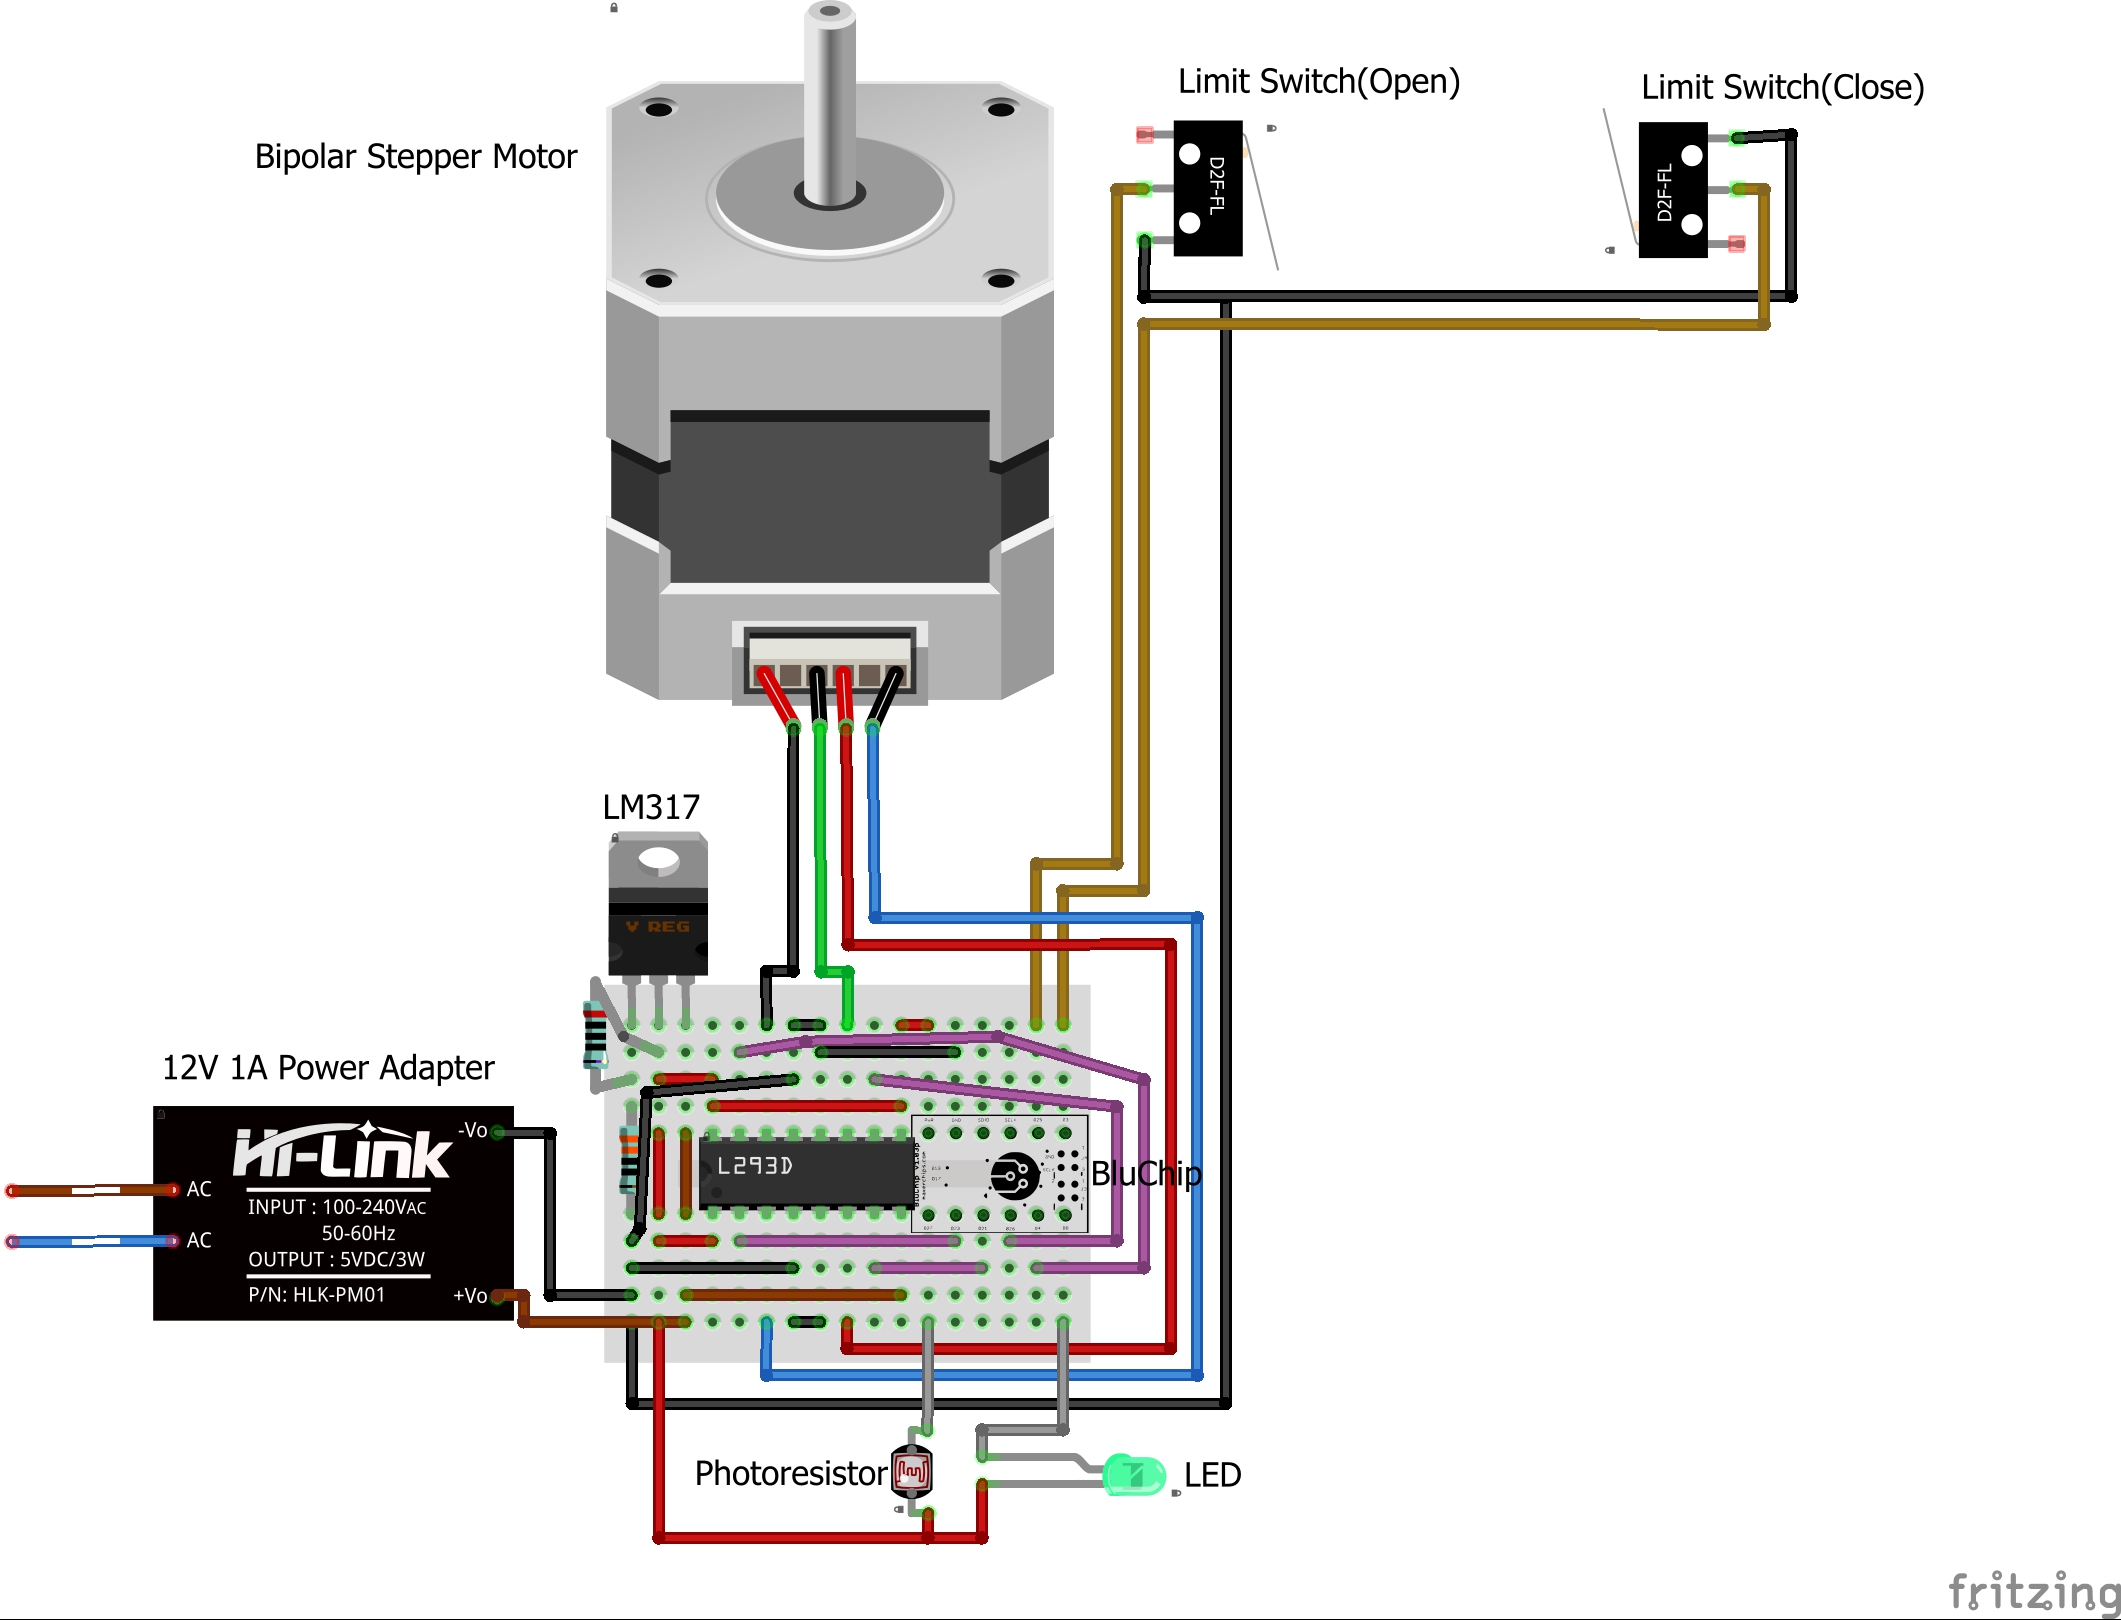 Limit Switch(Open)
Limit Switch(Close)
Bipolar Stepper Motor
D2F-FL
D2F-FL
LM317
V REG
12V 1A Power Adapter
Hi-Link
-Vo
AC
INPUT : 100-240VAC
50-60Hz
AC
OUTPUT : 5VDC/3W
P/N: HLK-PM01
+Vo
L293D
BluChip
Photoresistor
LED
fritzing